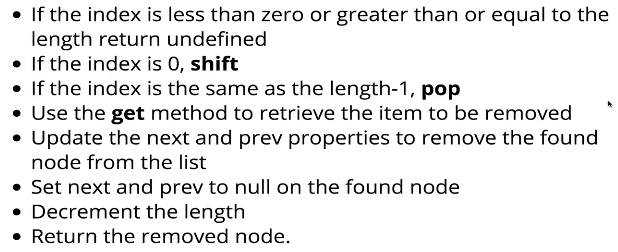 • If the index is less than zero or greater than or equal to the
length return undefined
• If the index is 0, shift
• If the index is the same as the length-1, pop
• Use the get method to retrieve the item to be removed
• Update the next and prev properties to remove the found
node from the list
• Set next and prev to null on the found node
• Decrement the length
• Return the removed node.